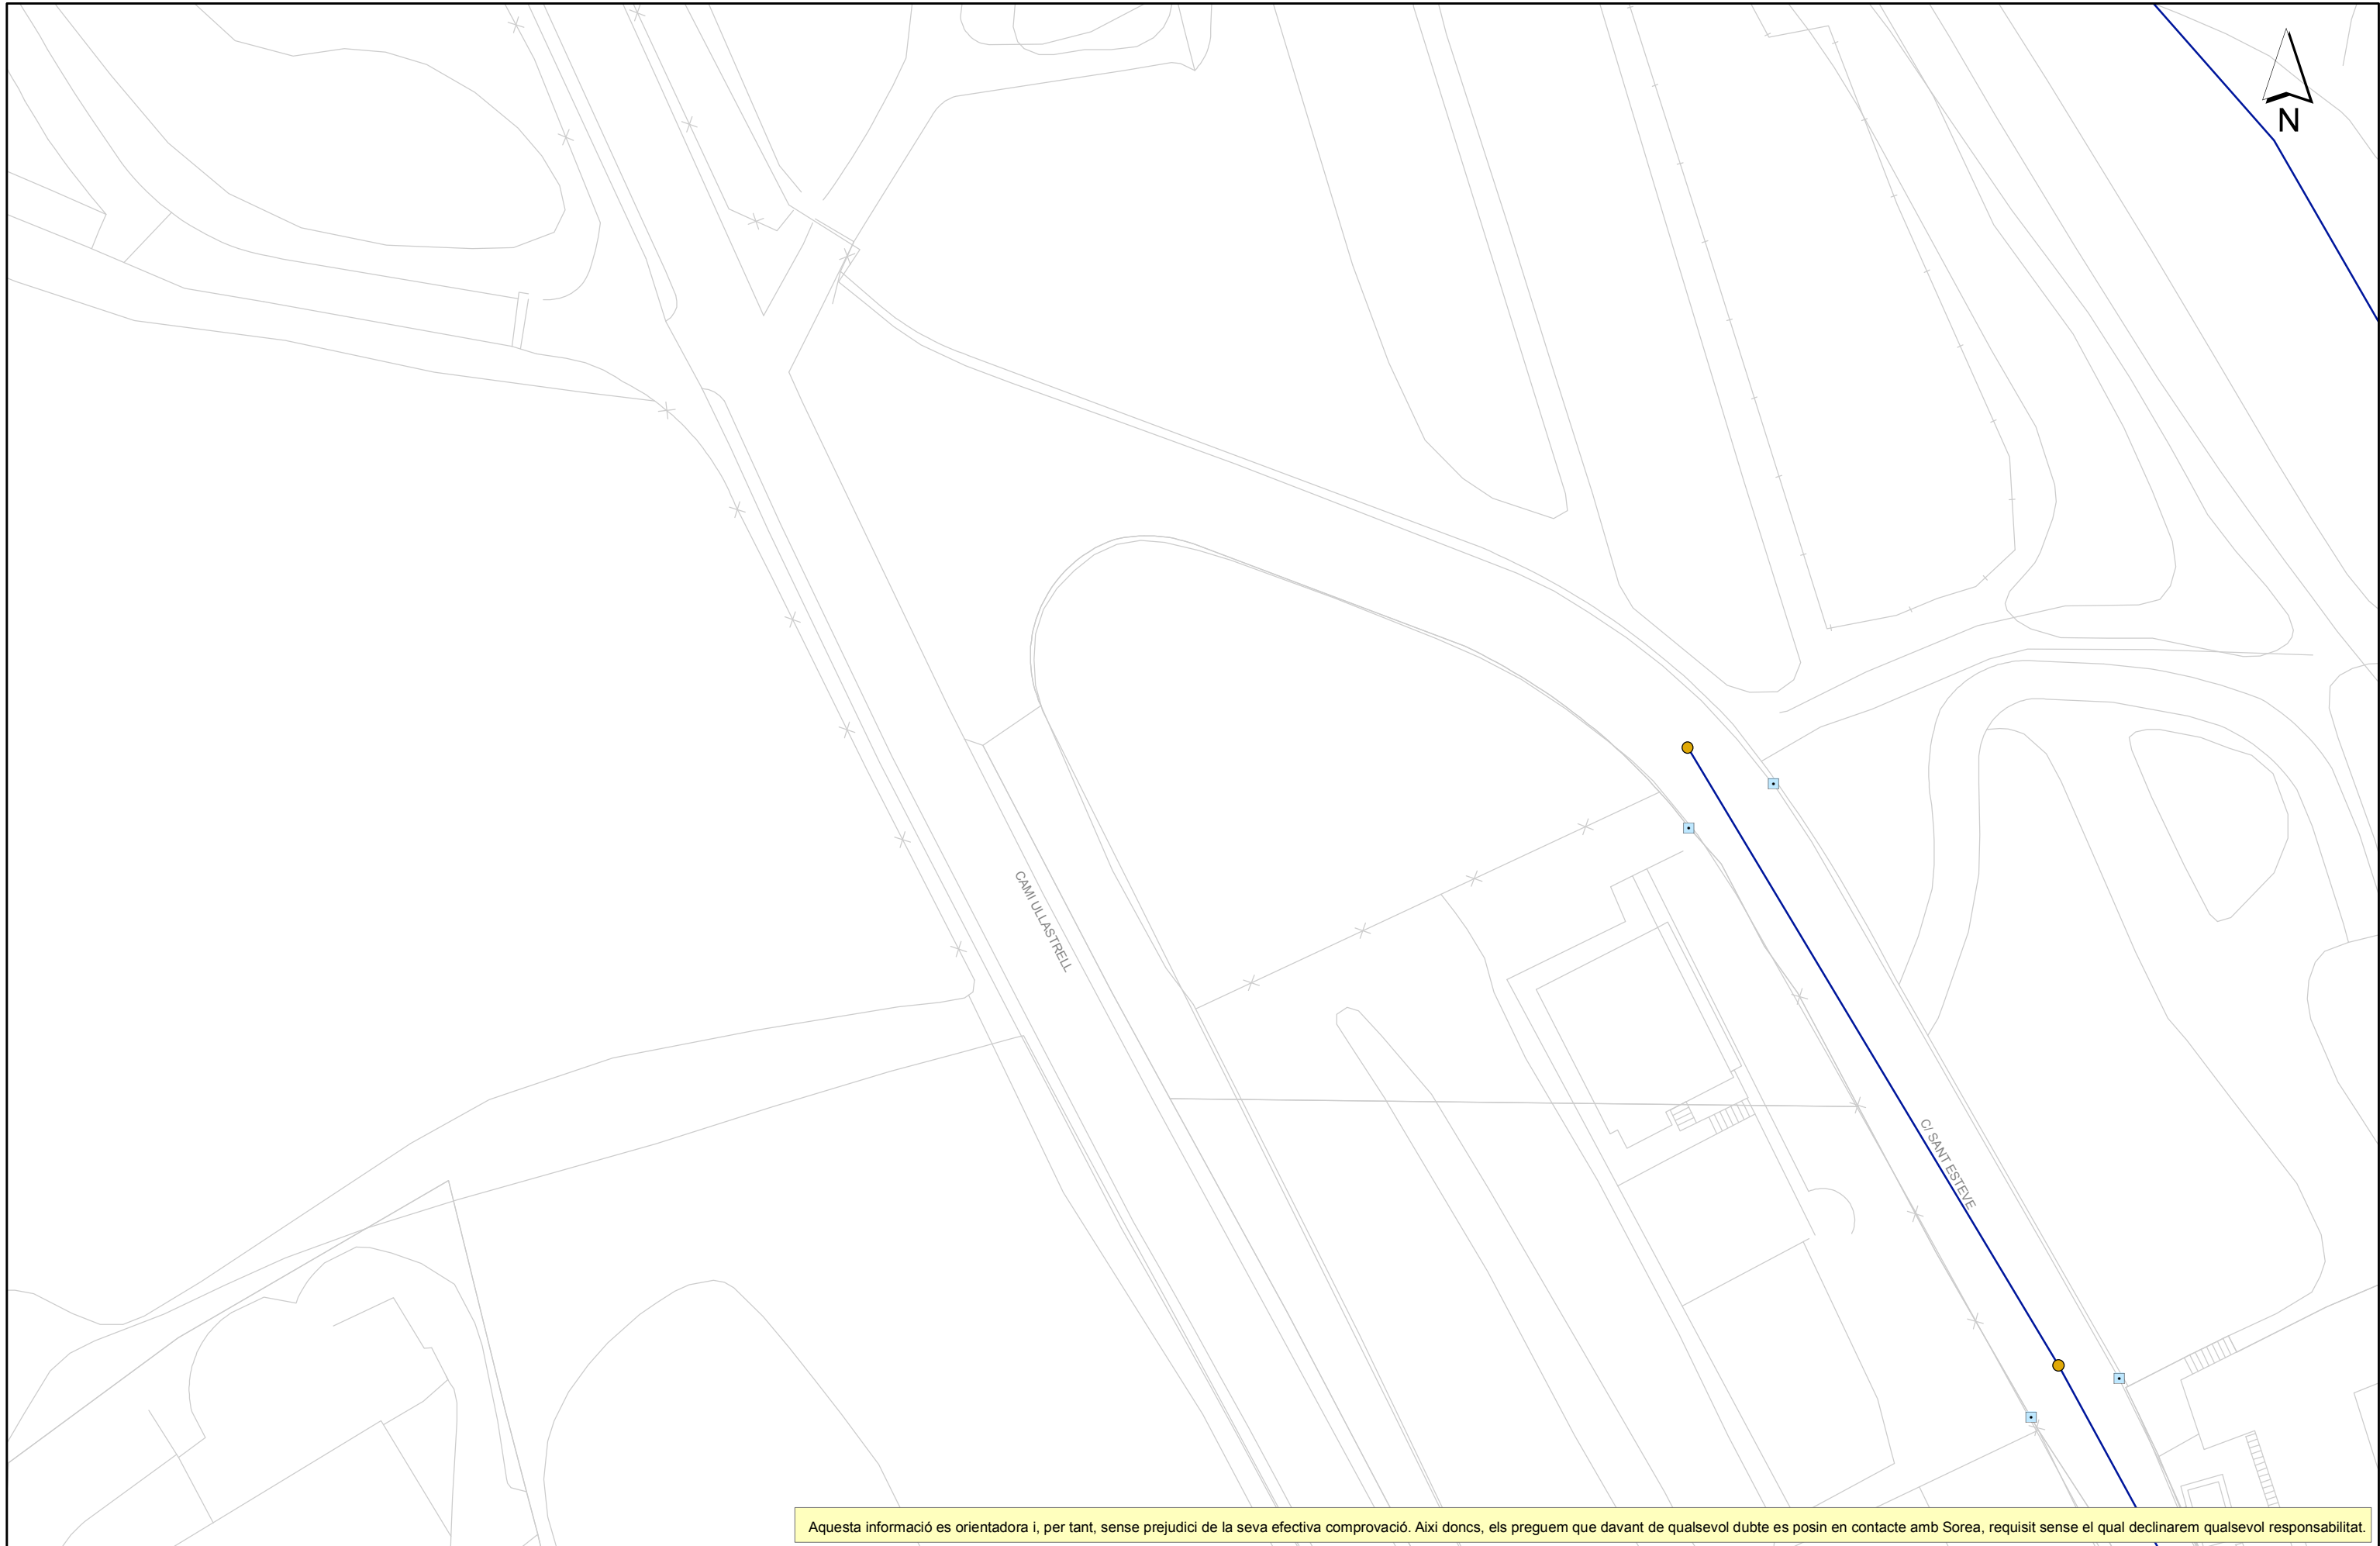 N
CAMI ULLASTRELL
C/ SANT ESTEVE
Aquesta informació es orientadora i, per tant, sense prejudici de la seva efectiva comprovació. Aixi doncs, els preguem que davant de qualsevol dubte es posin en contacte amb Sorea, requisit sense el qual declinarem qualsevol responsabilitat.